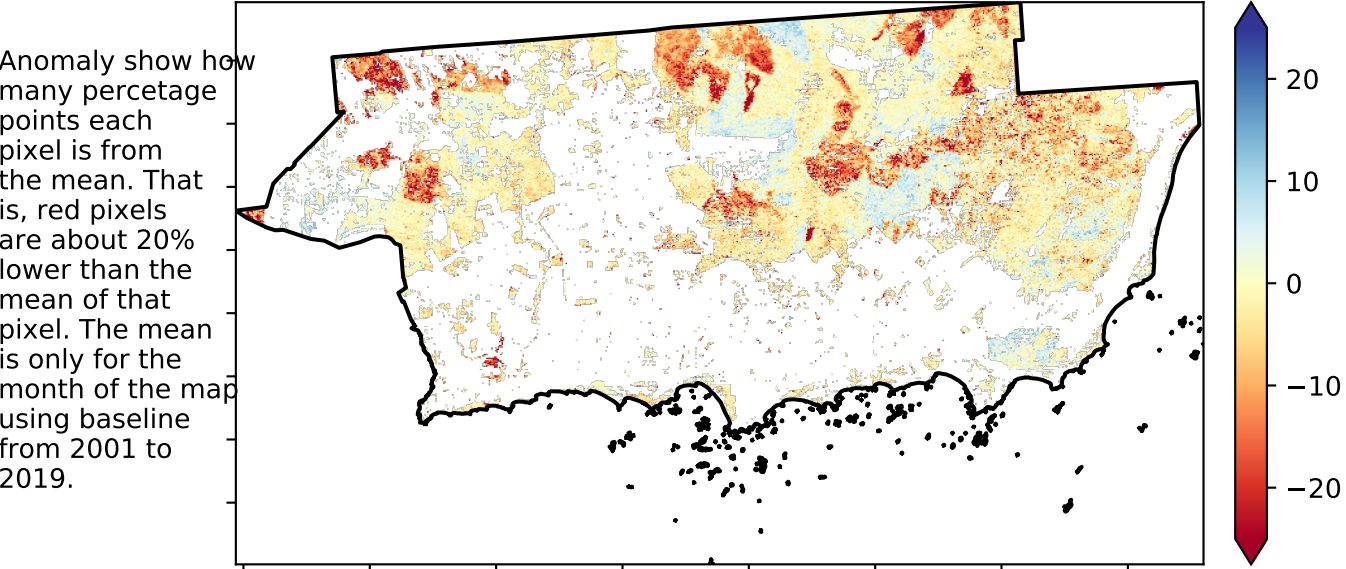 Anomaly show how
many percetage
points each
pixel is from
the mean. That
is, red pixels
are about 20%
lower than the
mean of that
pixel. The mean
is only for the
month of the map
using baseline
from 2001 to
2019.
20
10
0
−10
−20